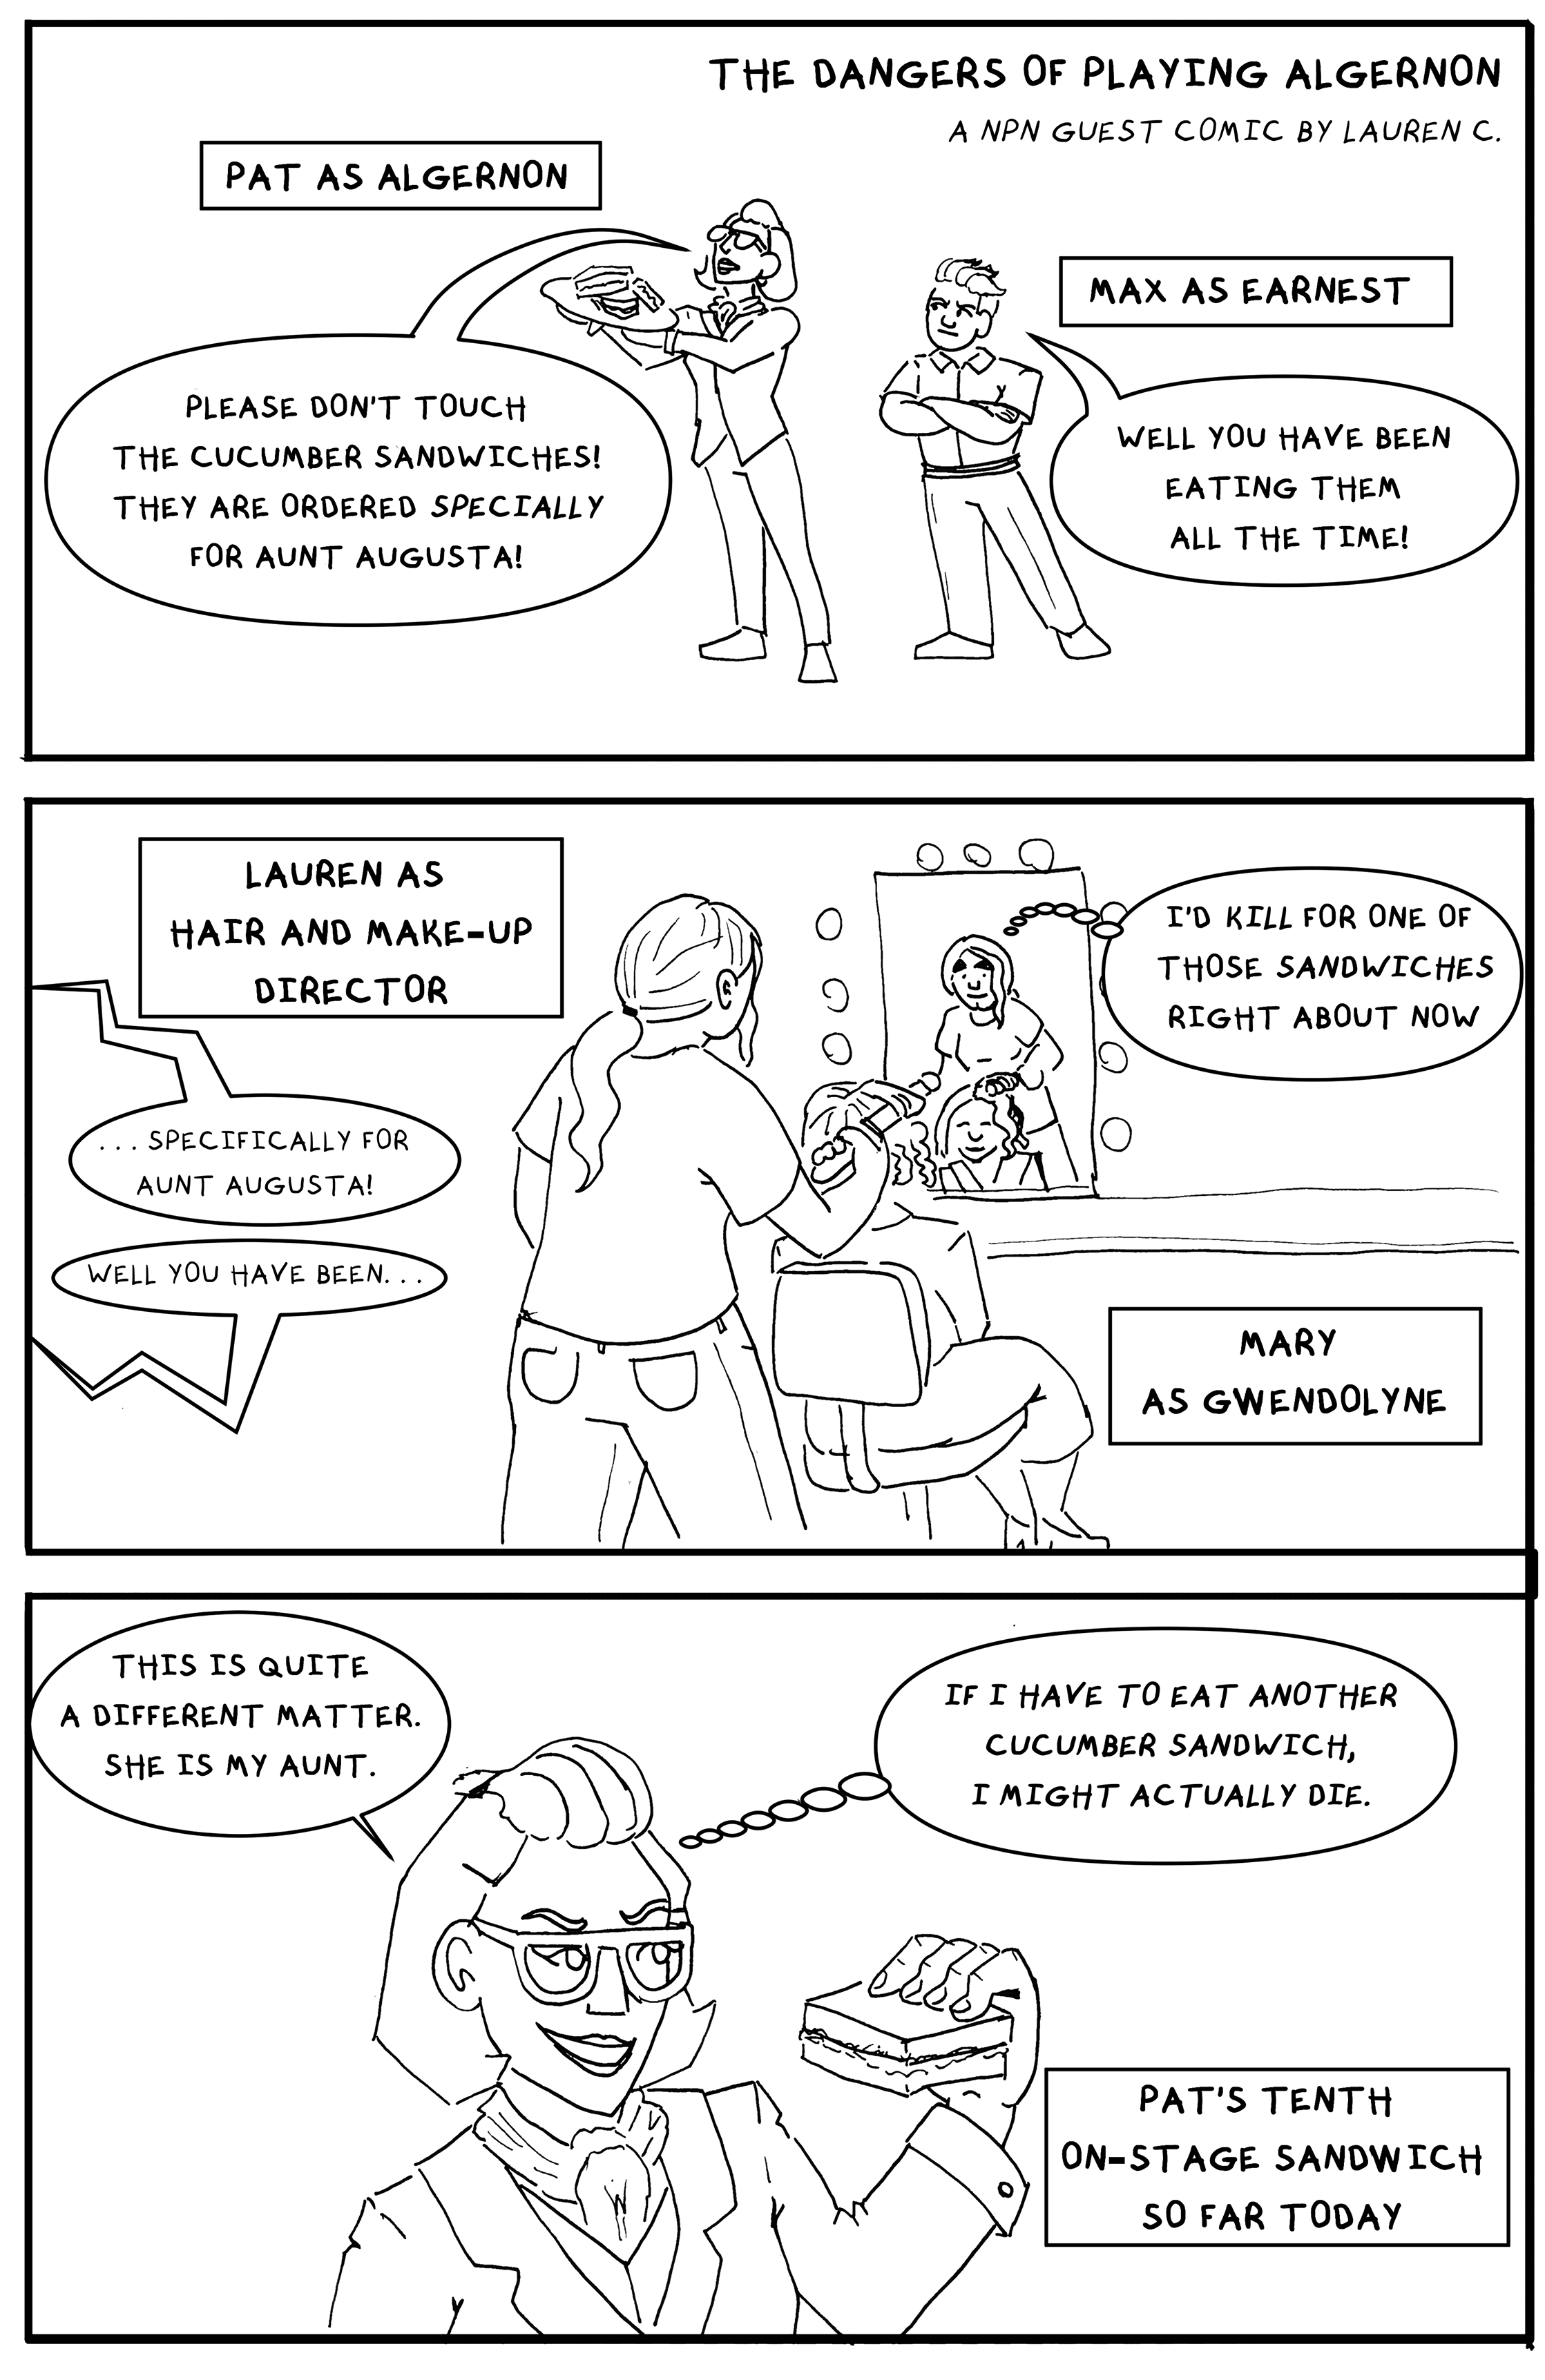 THE DANGERS OF PLAYING ALGERNON
A NPN GUEST COMIC BY LAUREN C.
PAT AS ALGERNON
MAX AS EARNEST
PLEASE DON'T TOUCH
THE CUCUMBER SANDWICHES!
THEY ARE ORDERED SPECIALLY
FOR AUNT AUGUSTA!
WELL YOU HAVE BEEN
EATING THEM
ALL THE TIME!
LAUREN AS
HAIR AND MAKE-UP
DIRECTOR
I'D KILL FOR ONE OF
THOSE SANDWICHES
RIGHT ABOUT NOW
...SPECIFICALLY FOR
AUNT AUGUSTA!
WELL YOU HAVE BEEN...
MARY
AS GWENDOLYNE
THIS IS QUITE
A DIFFERENT MATTER.
SHE IS MY AUNT.
IF I HAVE TO EAT ANOTHER
CUCUMBER SANDWICH,
I MIGHT ACTUALLY DIE.
PAT'S TENTH
ON-STAGE SANDWICH
SO FAR TODAY